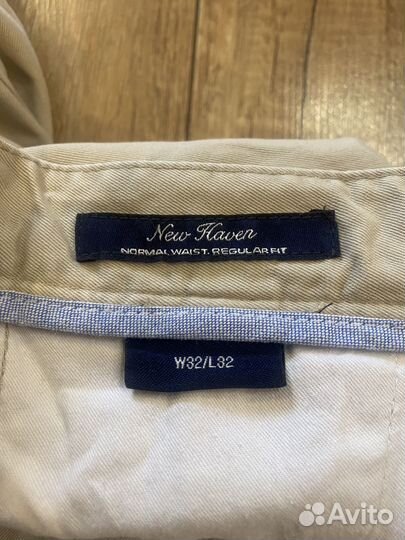 New Haven
NORMAL WAIST. REGULAR FIT
W32/L32
Avito